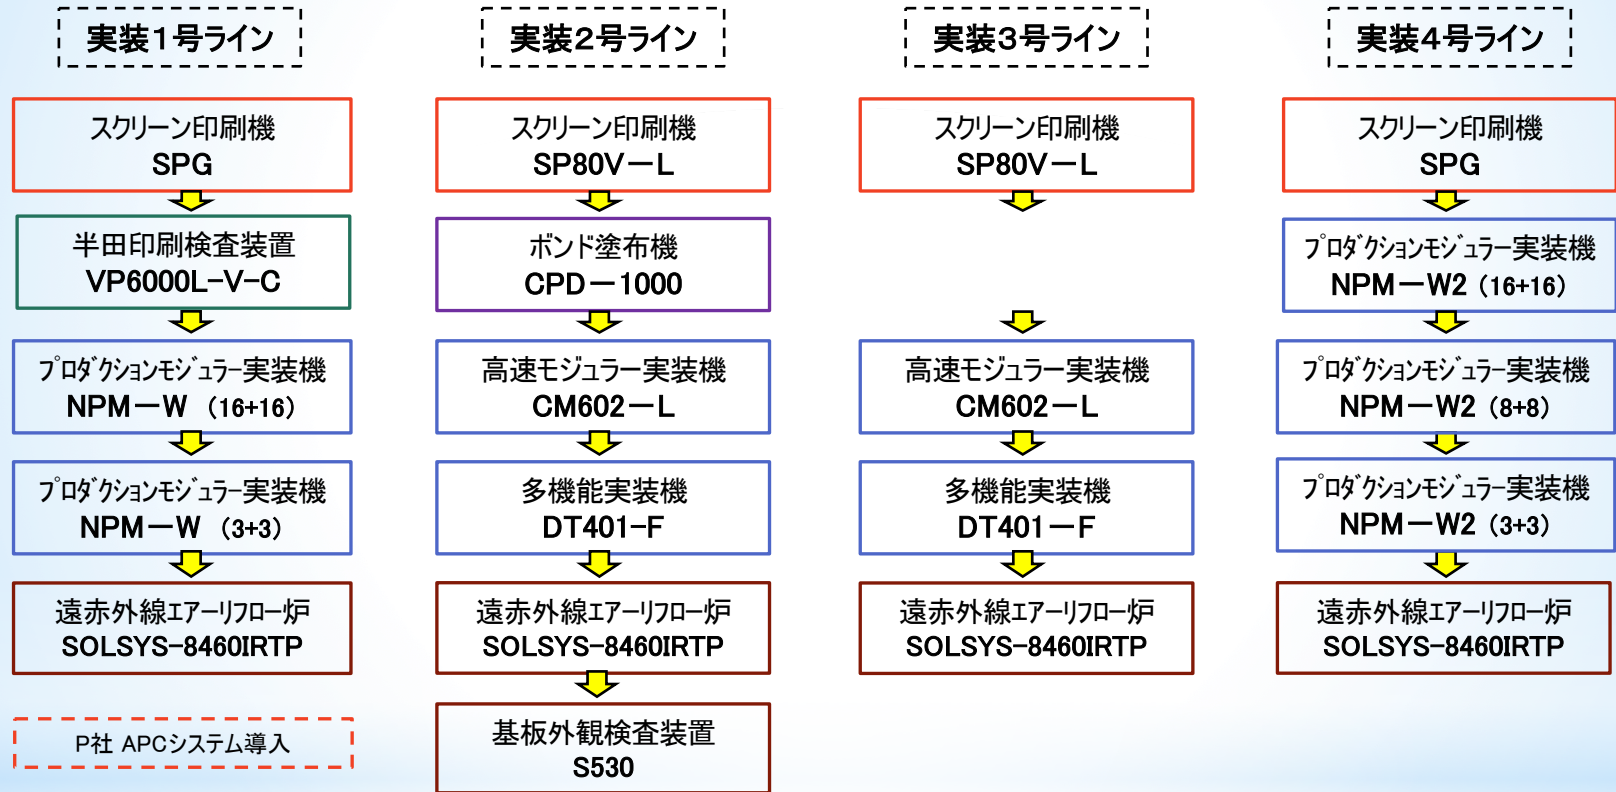 実装1号ライン
スクリーン印刷機
SPG
半田印刷検査装置
VP6000L-V-C
プロダクションモジュラー実装機
NPM－W （16+16）
プロダクションモジュラー実装機
NPM－W （3+3）
遠赤外線エアーリフロー炉
SOLSYS-8460IRTP
P社 APCシステム導入
実装2号ライン
スクリーン印刷機
SP80V－L
ボンド塗布機
CPD－1000
高速モジュラー実装機
CM602－L
多機能実装機
DT401-F
遠赤外線エアーリフロー炉
SOLSYS-8460IRTP
基板外観検査装置
S530
実装3号ライン
スクリーン印刷機
SP80V－L
高速モジュラー実装機
CM602－L
多機能実装機
DT401－F
遠赤外線エアーリフロー炉
SOLSYS-8460IRTP
実装4号ライン
スクリーン印刷機
SPG
プロダクションモジュラー実装機
NPM－W2（16+16）
プロダクションモジュラー実装機
NPM－W2（8+8）
プロダクションモジュラー実装機
NPM－W2（3+3）
遠赤外線エアーリフロー炉
SOLSYS-8460IRTP